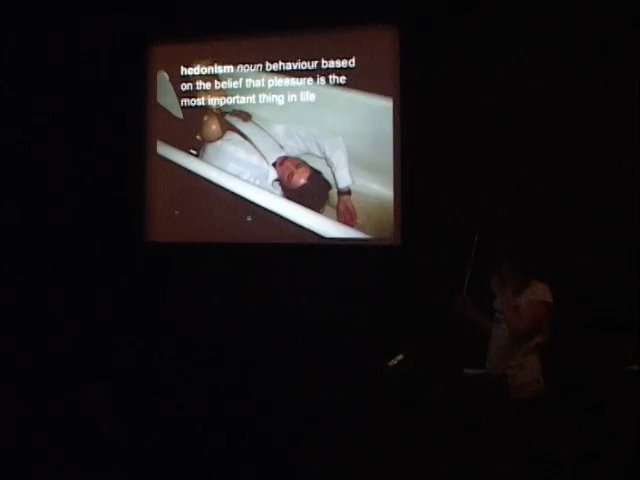 hedonism noun behaviour based
on the belief that pleasure is the
most important thing in life